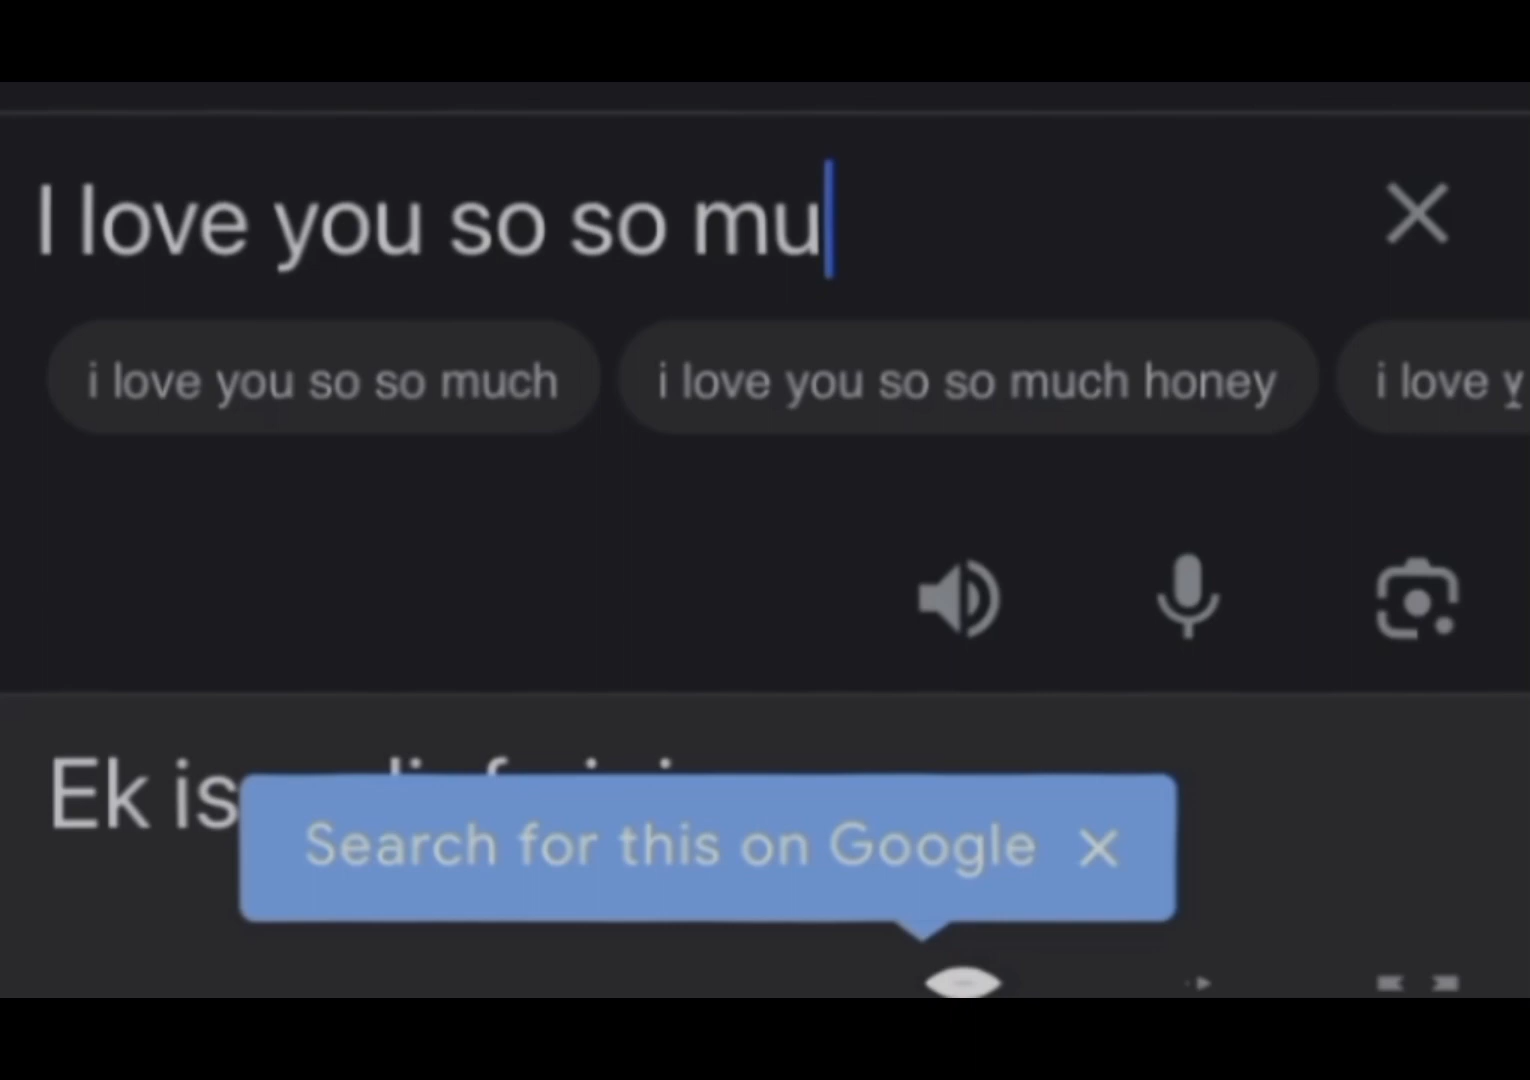 I love you so so mu
i love you so so much i love you so so much honey i love
Ek is
Search for this on Google